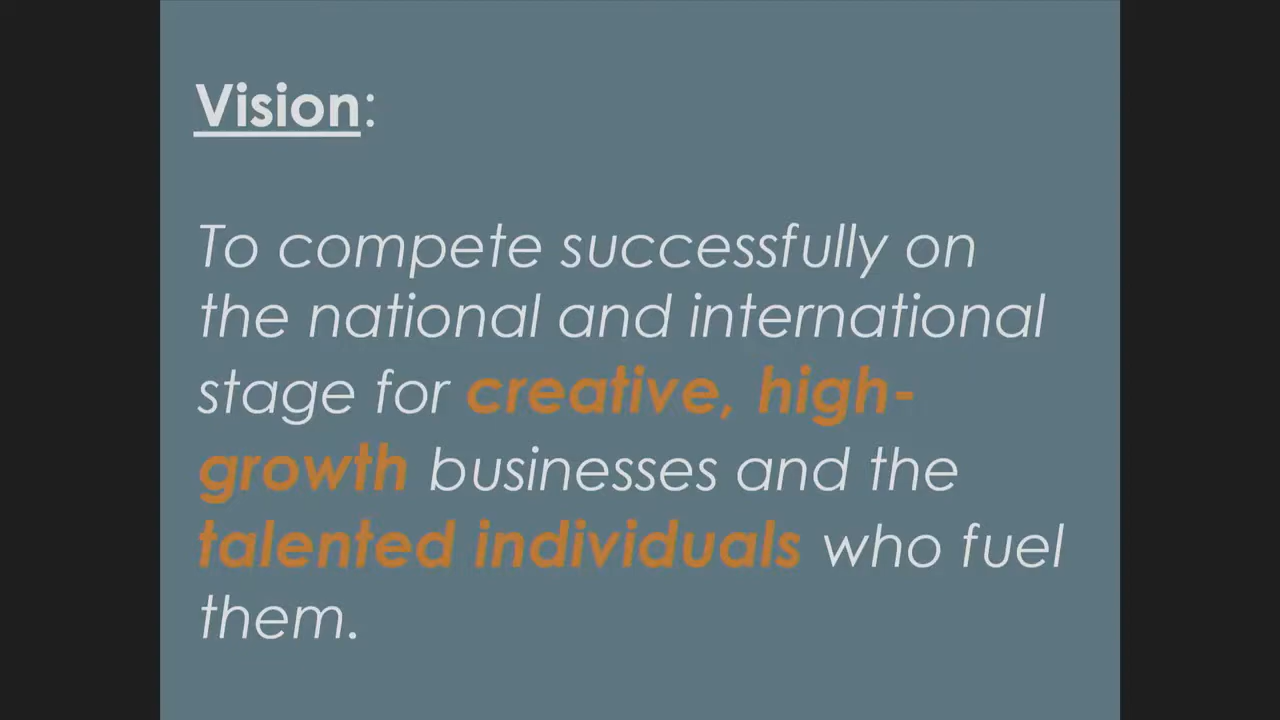 Vision:
To compete successfully on
the national and international
stage for creative, high-
growth businesses and the
talented individuals who fuel
them.